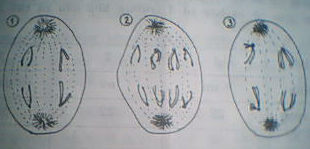 ① ② ③